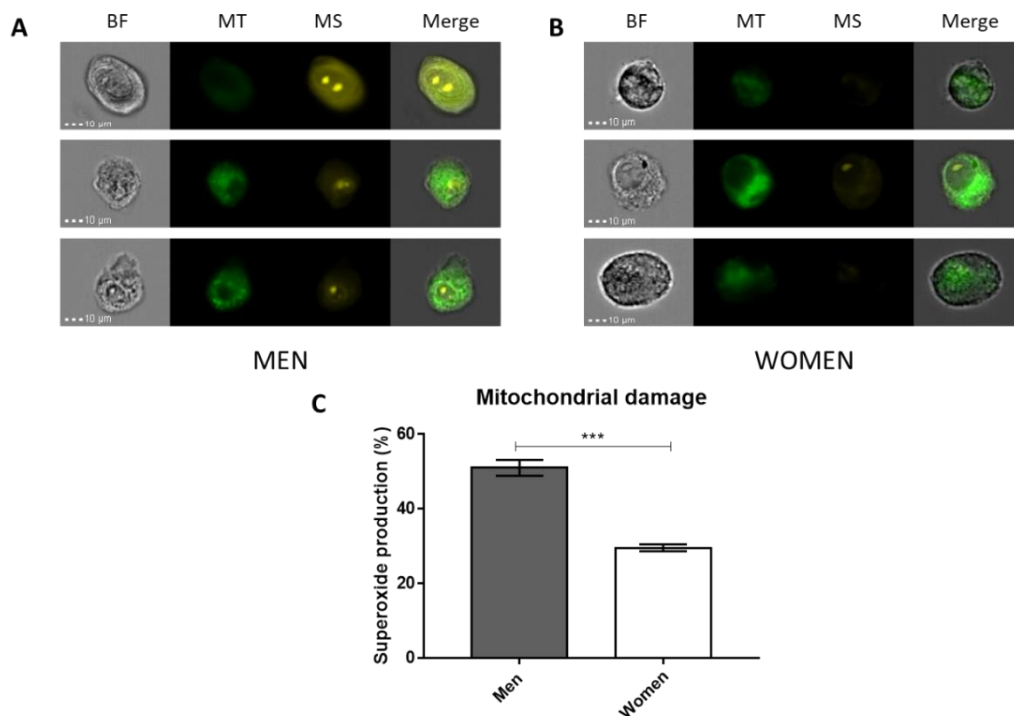 A
BF MT MS Merge
10 µm
10 µm
10 µm
MEN
B
BF MT MS Merge
10 µm
10 µm
10 µm
WOMEN
C
Mitochondrial damage
Superoxide production (%)
60
40
20
0
***
Men
Women